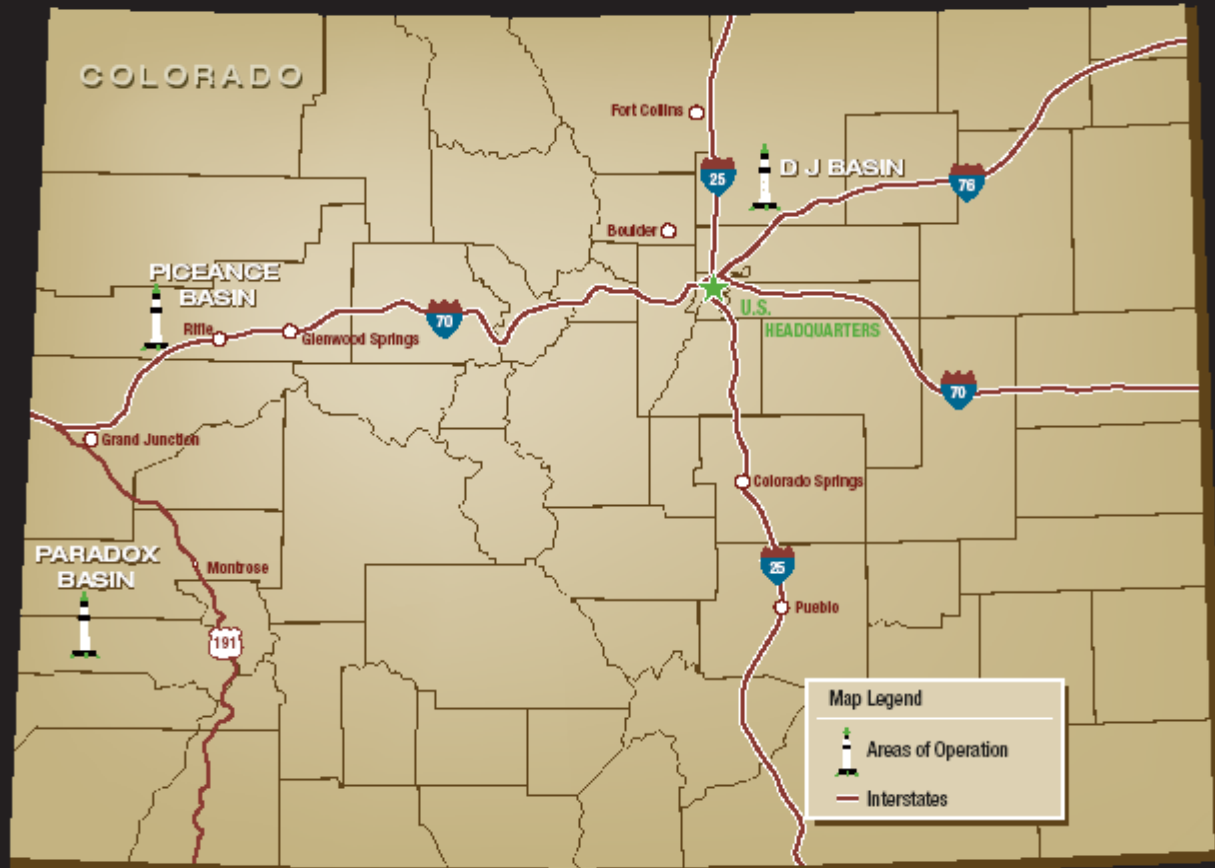 COLORADO
Fort Collins
25
D J BASIN
76
Boulder
PICEANCE
BASIN
Rifle
Glenwood Springs
70
U.S.
HEADQUARTERS
70
Grand Junction
Colorado Springs
PARADOX
BASIN
Montrose
25
Pueblo
191
Map Legend
Areas of Operation
Interstates